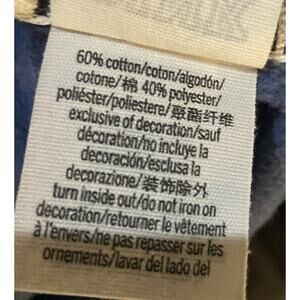 60% cotton/coton/algodón/
cotone/棉 40% polyester/
poliéster/poliestere/聚酯纤维
exclusive of decoration/sauf
décoration/no incluye la
decoración/esclusa la
decorazione/装饰除外
turn inside out/do not iron on
decoration/retourner le vêtement
à l'envers/ne pas repasser sur les
ornements/lavar del lado del